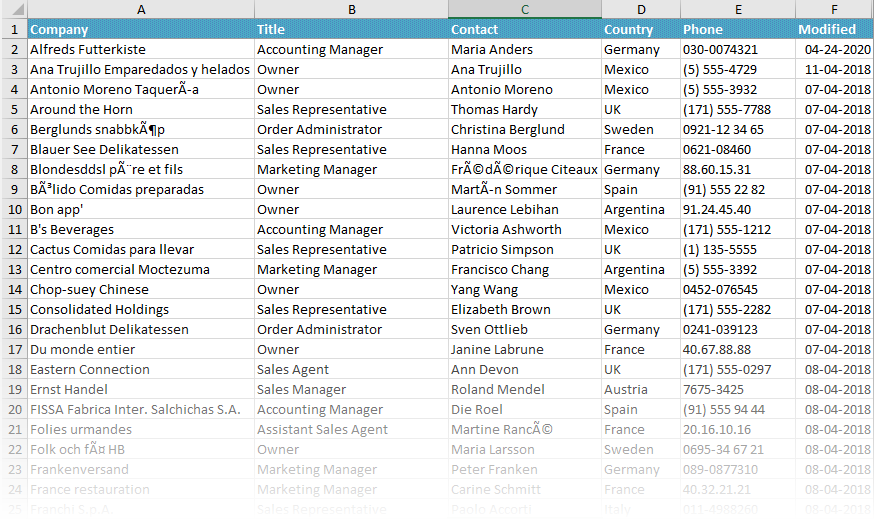 A B C D E F
1 Company Title Contact Country Phone Modified
2 Alfreds Futterkiste Accounting Manager Maria Anders Germany 030-0074321 04-24-2020
3 Ana Trujillo Emparedados y helados Owner Ana Trujillo Mexico (5) 555-4729 11-04-2018
4 Antonio Moreno TaquerÃ-a Owner Antonio Moreno Mexico (5) 555-3932 07-04-2018
5 Around the Horn Sales Representative Thomas Hardy UK (171) 555-7788 07-04-2018
6 Berglunds snabbkÃ¶p Order Administrator Christina Berglund Sweden 0921-12 34 65 07-04-2018
7 Blauer See Delikatessen Sales Representative Hanna Moos France 0621-08460 07-04-2018
8 Blondesddsl pÃ¨re et fils Marketing Manager FrÃ©dÃ©rique Citeaux Germany 88.60.15.31 07-04-2018
9 BÃ³lido Comidas preparadas Owner MartÃ-n Sommer Spain (91) 555 22 82 07-04-2018
10 Bon app' Owner Laurence Lebihan Argentina 91.24.45.40 07-04-2018
11 B's Beverages Accounting Manager Victoria Ashworth Mexico (171) 555-1212 07-04-2018
12 Cactus Comidas para llevar Sales Representative Patricio Simpson UK (1) 135-5555 07-04-2018
13 Centro comercial Moctezuma Marketing Manager Francisco Chang Argentina (5) 555-3392 07-04-2018
14 Chop-suey Chinese Owner Yang Wang Mexico 0452-076545 07-04-2018
15 Consolidated Holdings Sales Representative Elizabeth Brown UK (171) 555-2282 07-04-2018
16 Drachenblut Delikatessen Order Administrator Sven Ottlieb Germany 0241-039123 07-04-2018
17 Du monde entier Owner Janine Labrune France 40.67.88.88 07-04-2018
18 Eastern Connection Sales Agent Ann Devon UK (171) 555-0297 08-04-2018
19 Ernst Handel Sales Manager Roland Mendel Austria 7675-3425 08-04-2018
20 FISSA Fabrica Inter. Salchichas S.A. Accounting Manager Die Roel Spain (91) 555 94 44 08-04-2018
21 Folies urmandes Assistant Sales Agent Martine RancÃ© France 20.16.10.16 08-04-2018
22 Folk och fÃ¤ HB Owner Maria Larsson Sweden 0695-34 67 21 08-04-2018
23 Frankenversand Marketing Manager Peter Franken Germany 089-0877310 08-04-2018
24 France restauration Marketing Manager Carine Schmitt France 40.32.21.21 08-04-2018
25 Franchi S.p.A. Sales Representative Paolo Accorti Italy 011-4988260 08-04-2018